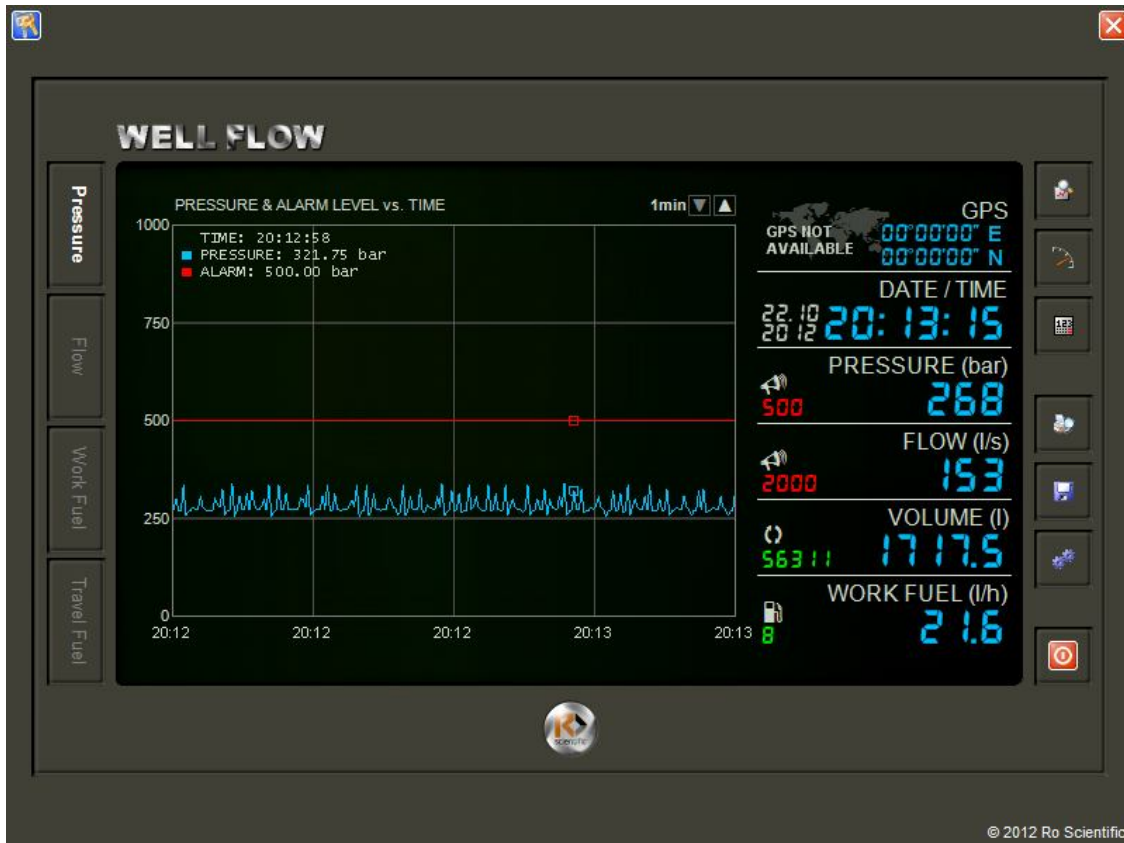 WELL FLOW
Pressure
Flow
Work Fuel
Travel Fuel
PRESSURE & ALARM LEVEL vs. TIME
1min
TIME: 20:12:58
PRESSURE: 321.75 bar
ALARM: 500.00 bar
1000
750
500
250
0
20:12 20:12 20:12 20:13 20:13
GPS
GPS NOT
AVAILABLE
00°00'00" E
00°00'00" N
DATE / TIME
22.10
2012
20:13:15
PRESSURE (bar)
500
268
FLOW (l/s)
2000
153
VOLUME (l)
56311
1717.5
WORK FUEL (l/h)
8
21.6
R
scientific
© 2012 Ro Scientific